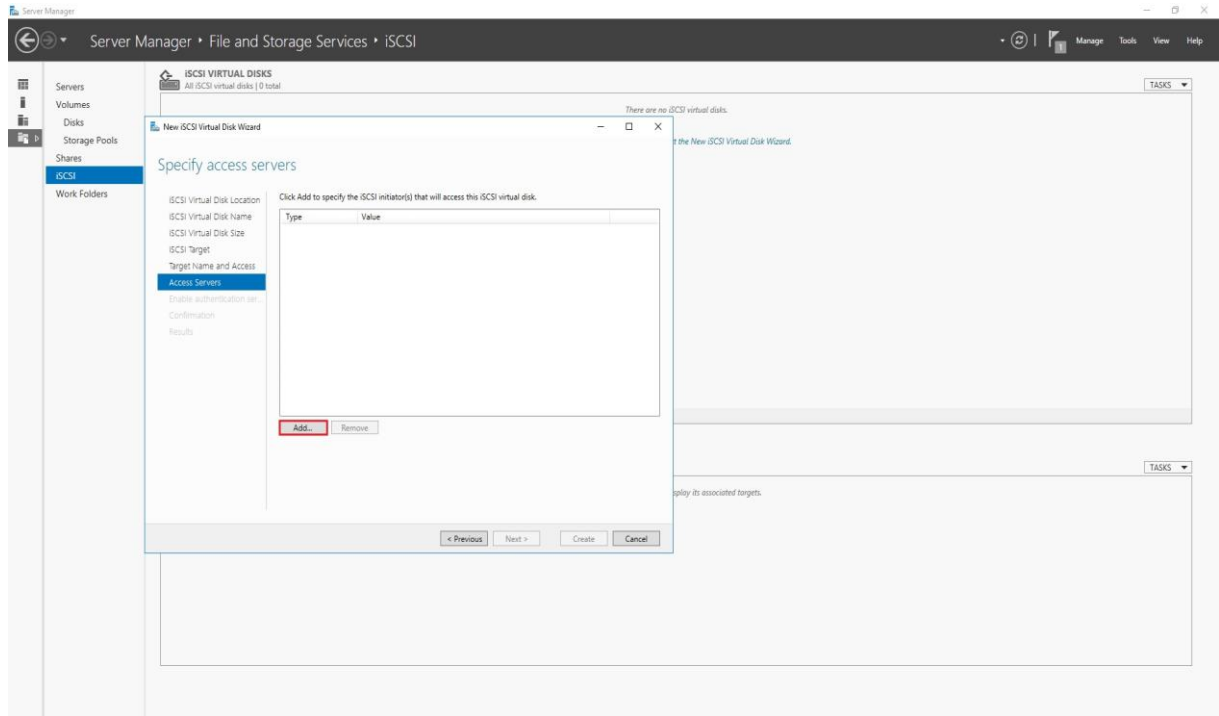 Server Manager
Server Manager ‣ File and Storage Services ‣ iSCSI
1
Manage Tools View Help
Servers
Volumes
Disks
Storage Pools
Shares
iSCSI
Work Folders
iSCSI VIRTUAL DISKS
All iSCSI virtual disks | 0 total
TASKS
There are no iSCSI virtual disks.
t the New iSCSI Virtual Disk Wizard.
New iSCSI Virtual Disk Wizard
Specify access servers
iSCSI Virtual Disk Location
iSCSI Virtual Disk Name
iSCSI Virtual Disk Size
iSCSI Target
Target Name and Access
Access Servers
Enable authentication ser...
Confirmation
Results
Click Add to specify the iSCSI initiator(s) that will access this iSCSI virtual disk.
Type Value
Add... Remove
< Previous Next > Create Cancel
TASKS
splay its associated targets.